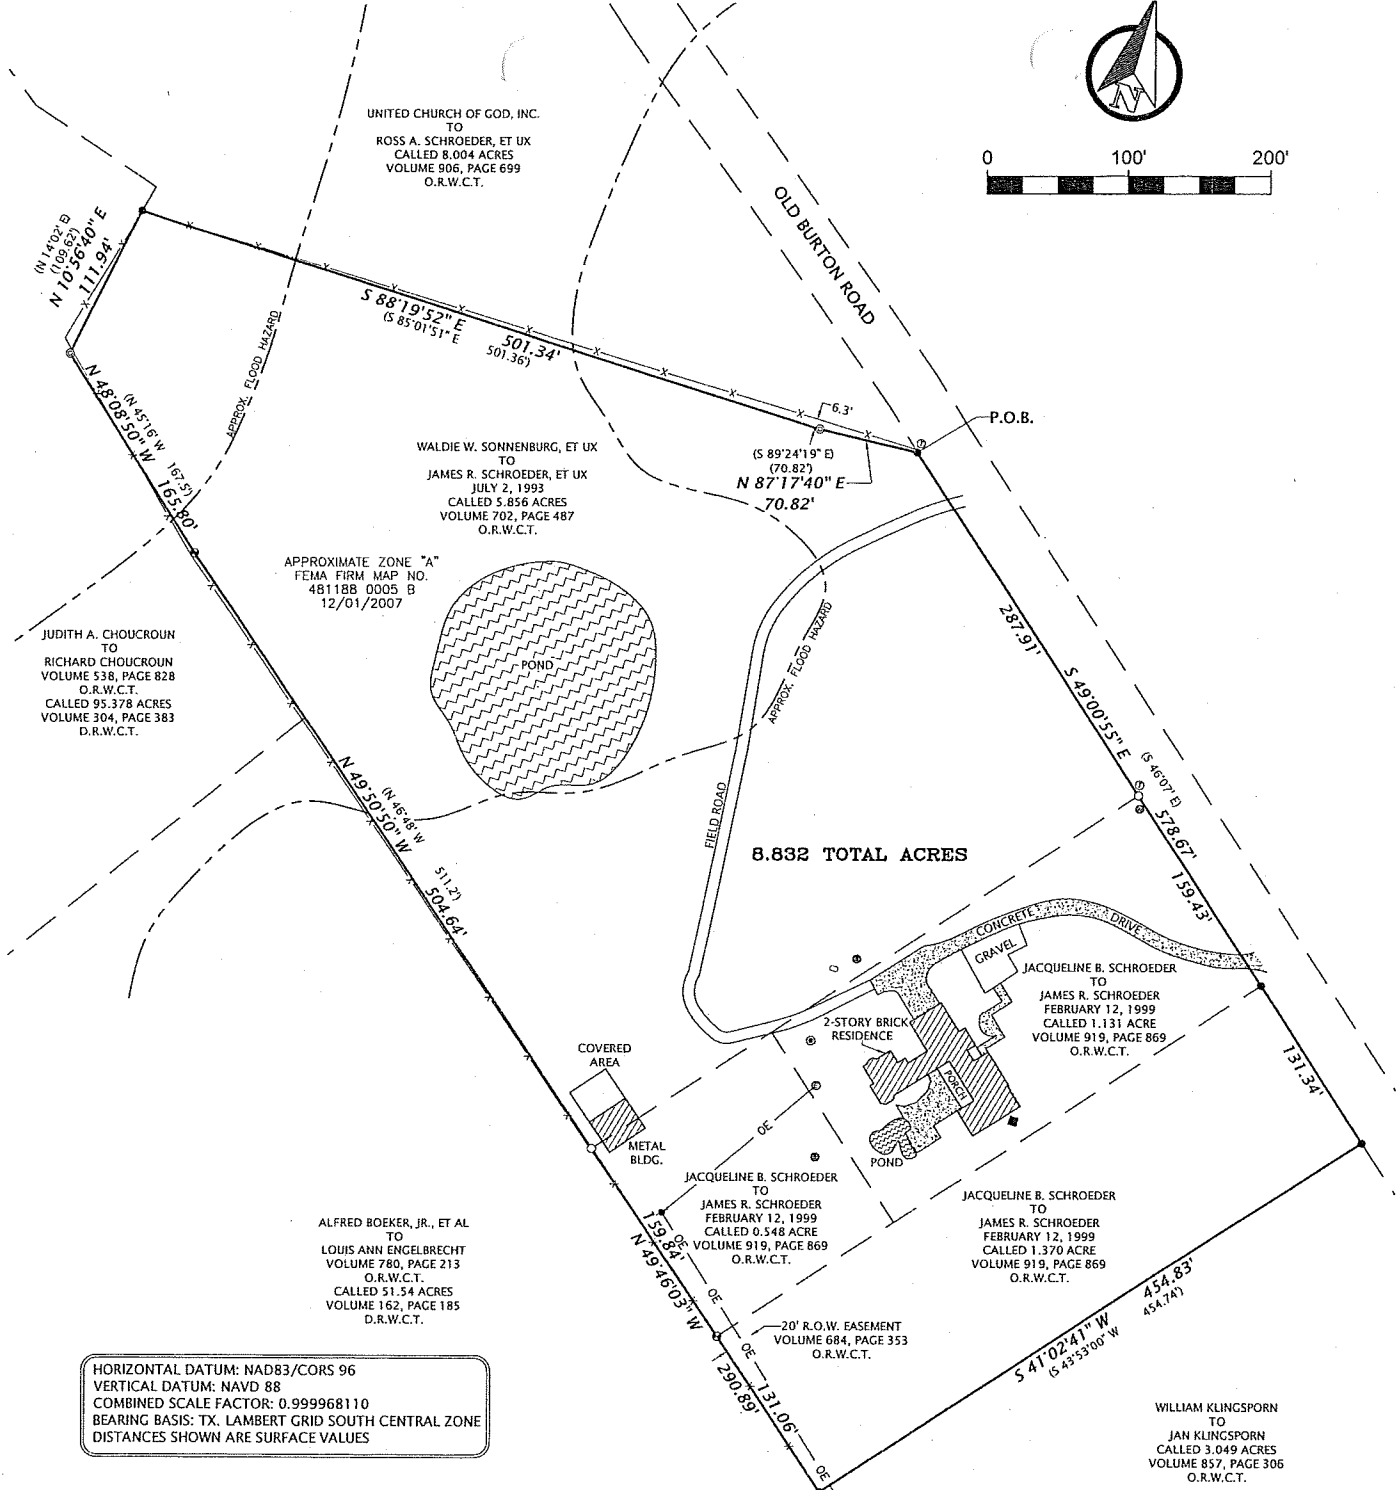 UNITED CHURCH OF GOD, INC.
TO
ROSS A. SCHROEDER, ET UX
CALLED 8.004 ACRES
VOLUME 906, PAGE 699
O.R.W.C.T.
N
0 100' 200'
OLD BURTON ROAD
(N 14°02' E)
(109.62')
N 10°56'40" E
111.94'
S 88°19'52" E
501.34'
(S 85°01'51" E
501.36')
APPROX. FLOOD HAZARD
N 48°08'50" W
165.80'
(N 45°16' W
167.5')
6.3'
P.O.B.
(S 89°24'19" E)
(70.82')
N 87°17'40" E
70.82'
WALDIE W. SONNENBURG, ET UX
TO
JAMES R. SCHROEDER, ET UX
JULY 2, 1993
CALLED 5.856 ACRES
VOLUME 702, PAGE 487
O.R.W.C.T.
APPROXIMATE ZONE "A"
FEMA FIRM MAP NO.
481188 0005 B
12/01/2007
POND
APPROX. FLOOD HAZARD
287.91'
S 49°00'55" E
578.67'
(S 46°07' E)
159.43'
JUDITH A. CHOUCROUN
TO
RICHARD CHOUCROUN
VOLUME 538, PAGE 828
O.R.W.C.T.
CALLED 95.378 ACRES
VOLUME 304, PAGE 383
D.R.W.C.T.
N 49°50'50" W
504.64'
(N 46°48' W
511.2')
FIELD ROAD
8.832 TOTAL ACRES
CONCRETE DRIVE
GRAVEL
JACQUELINE B. SCHROEDER
TO
JAMES R. SCHROEDER
FEBRUARY 12, 1999
CALLED 1.131 ACRE
VOLUME 919, PAGE 869
O.R.W.C.T.
2-STORY BRICK
RESIDENCE
PORCH
131.34'
COVERED
AREA
METAL
BLDG.
OE
POND
JACQUELINE B. SCHROEDER
TO
JAMES R. SCHROEDER
FEBRUARY 12, 1999
CALLED 0.548 ACRE
VOLUME 919, PAGE 869
O.R.W.C.T.
JACQUELINE B. SCHROEDER
TO
JAMES R. SCHROEDER
FEBRUARY 12, 1999
CALLED 1.370 ACRE
VOLUME 919, PAGE 869
O.R.W.C.T.
159.84'
N 49°46'03" W
290.89'
131.06'
OE
OE
OE
OE
20' R.O.W. EASEMENT
VOLUME 684, PAGE 353
O.R.W.C.T.
ALFRED BOEKER, JR., ET AL
TO
LOUIS ANN ENGELBRECHT
VOLUME 780, PAGE 213
O.R.W.C.T.
CALLED 51.54 ACRES
VOLUME 162, PAGE 185
D.R.W.C.T.
S 41°02'41" W
454.83'
(S 43°53'00" W
454.74')
HORIZONTAL DATUM: NAD83/CORS 96
VERTICAL DATUM: NAVD 88
COMBINED SCALE FACTOR: 0.999968110
BEARING BASIS: TX. LAMBERT GRID SOUTH CENTRAL ZONE
DISTANCES SHOWN ARE SURFACE VALUES
WILLIAM KLINGSPORN
TO
JAN KLINGSPORN
CALLED 3.049 ACRES
VOLUME 857, PAGE 306
O.R.W.C.T.